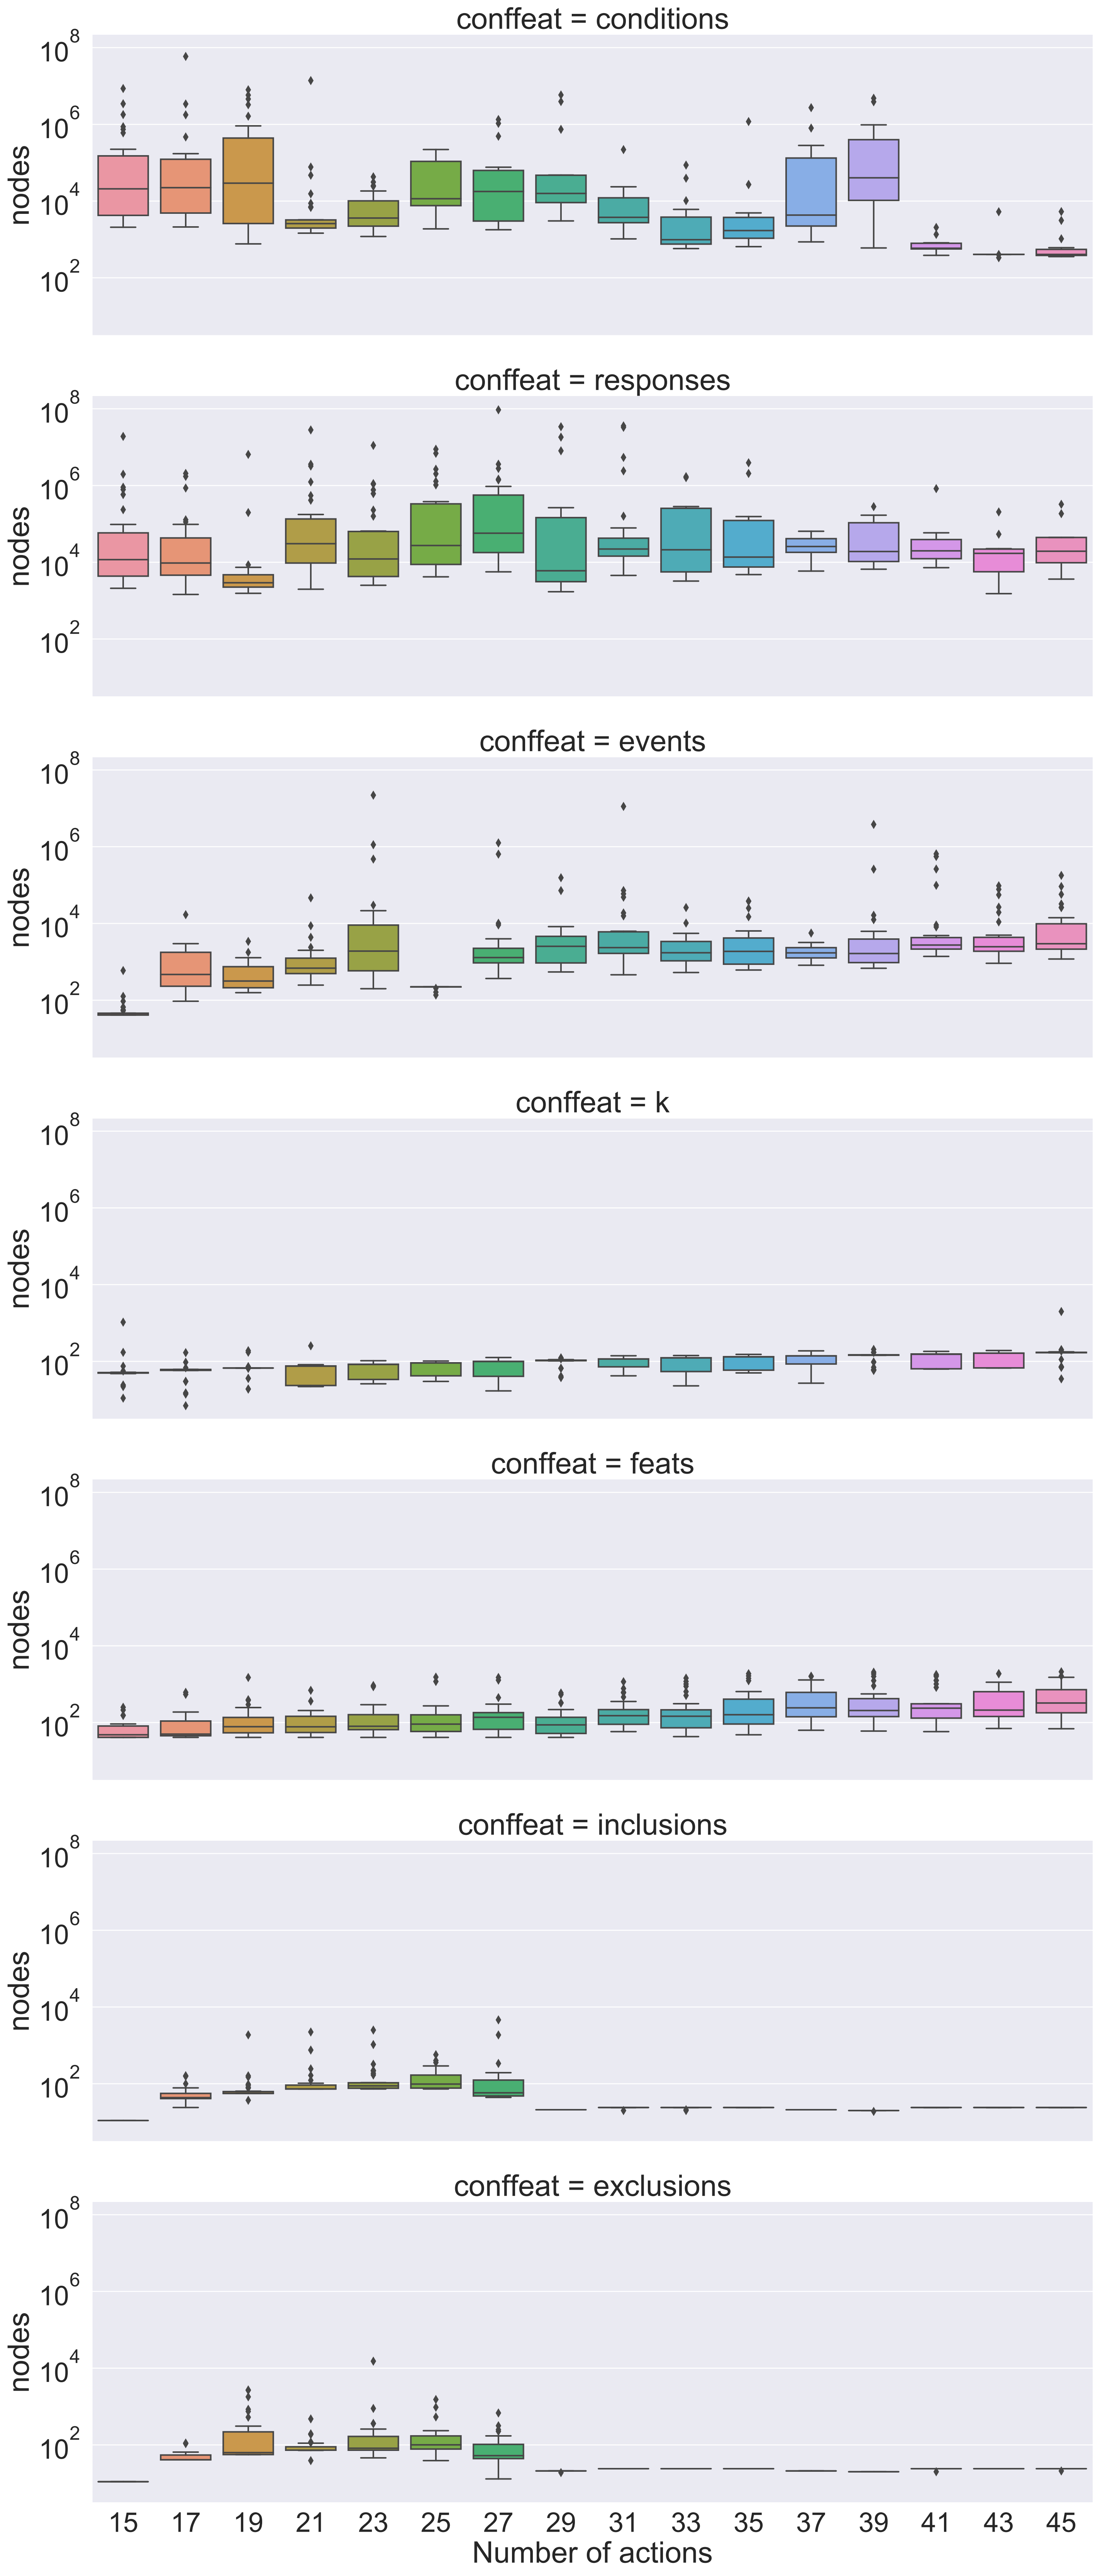 conffeat = conditions
10^8
10^6
10^4
10^2
nodes
conffeat = responses
10^8
10^6
10^4
10^2
nodes
conffeat = events
10^8
10^6
10^4
10^2
nodes
conffeat = k
10^8
10^6
10^4
10^2
nodes
conffeat = feats
10^8
10^6
10^4
10^2
nodes
conffeat = inclusions
10^8
10^6
10^4
10^2
nodes
conffeat = exclusions
10^8
10^6
10^4
10^2
nodes
15 17 19 21 23 25 27 29 31 33 35 37 39 41 43 45
Number of actions